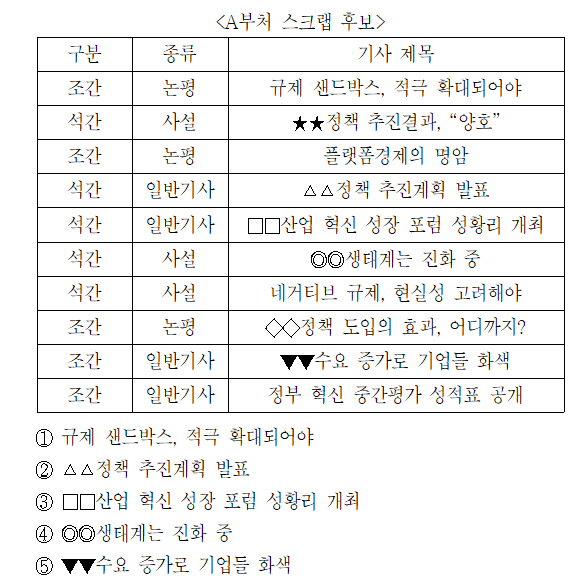 <A부처 스크랩 후보>
구분 종류 기사 제목
조간 논평 규제 샌드박스, 적극 확대되어야
석간 사설 ★★정책 추진결과, “양호”
조간 논평 플랫폼경제의 명암
석간 일반기사 △△정책 추진계획 발표
석간 일반기사 □□산업 혁신 성장 포럼 성황리 개최
석간 사설 ◎◎생태계는 진화 중
석간 사설 네거티브 규제, 현실성 고려해야
조간 논평 ◇◇정책 도입의 효과, 어디까지?
조간 일반기사 ▼▼수요 증가로 기업들 화색
조간 일반기사 정부 혁신 중간평가 성적표 공개
① 규제 샌드박스, 적극 확대되어야
② △△정책 추진계획 발표
③ □□산업 혁신 성장 포럼 성황리 개최
④ ◎◎생태계는 진화 중
⑤ ▼▼수요 증가로 기업들 화색